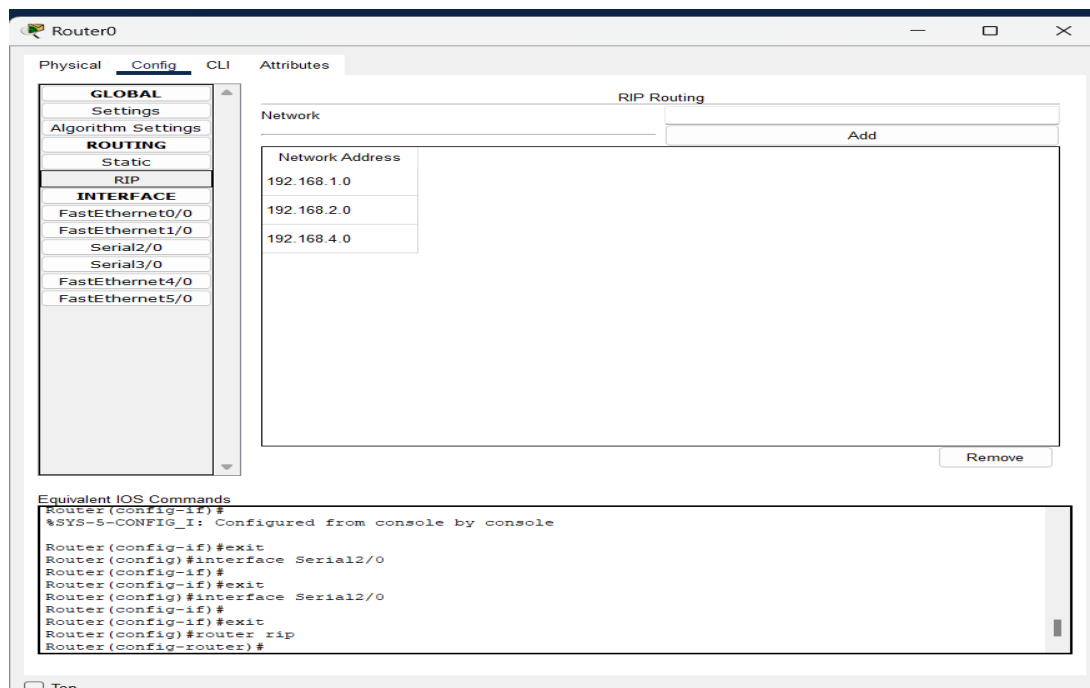 Router0
Physical Config CLI Attributes
GLOBAL
Settings
Algorithm Settings
ROUTING
Static
RIP
INTERFACE
FastEthernet0/0
FastEthernet1/0
Serial2/0
Serial3/0
FastEthernet4/0
FastEthernet5/0
RIP Routing
Network
Add
Network Address
192.168.1.0
192.168.2.0
192.168.4.0
Remove
Equivalent IOS Commands
Router(config-if)#
%SYS-5-CONFIG_I: Configured from console by console
Router(config-if)#exit
Router(config)#interface Serial2/0
Router(config-if)#
Router(config-if)#exit
Router(config)#interface Serial2/0
Router(config-if)#
Router(config-if)#exit
Router(config)#router rip
Router(config-router)#
Top